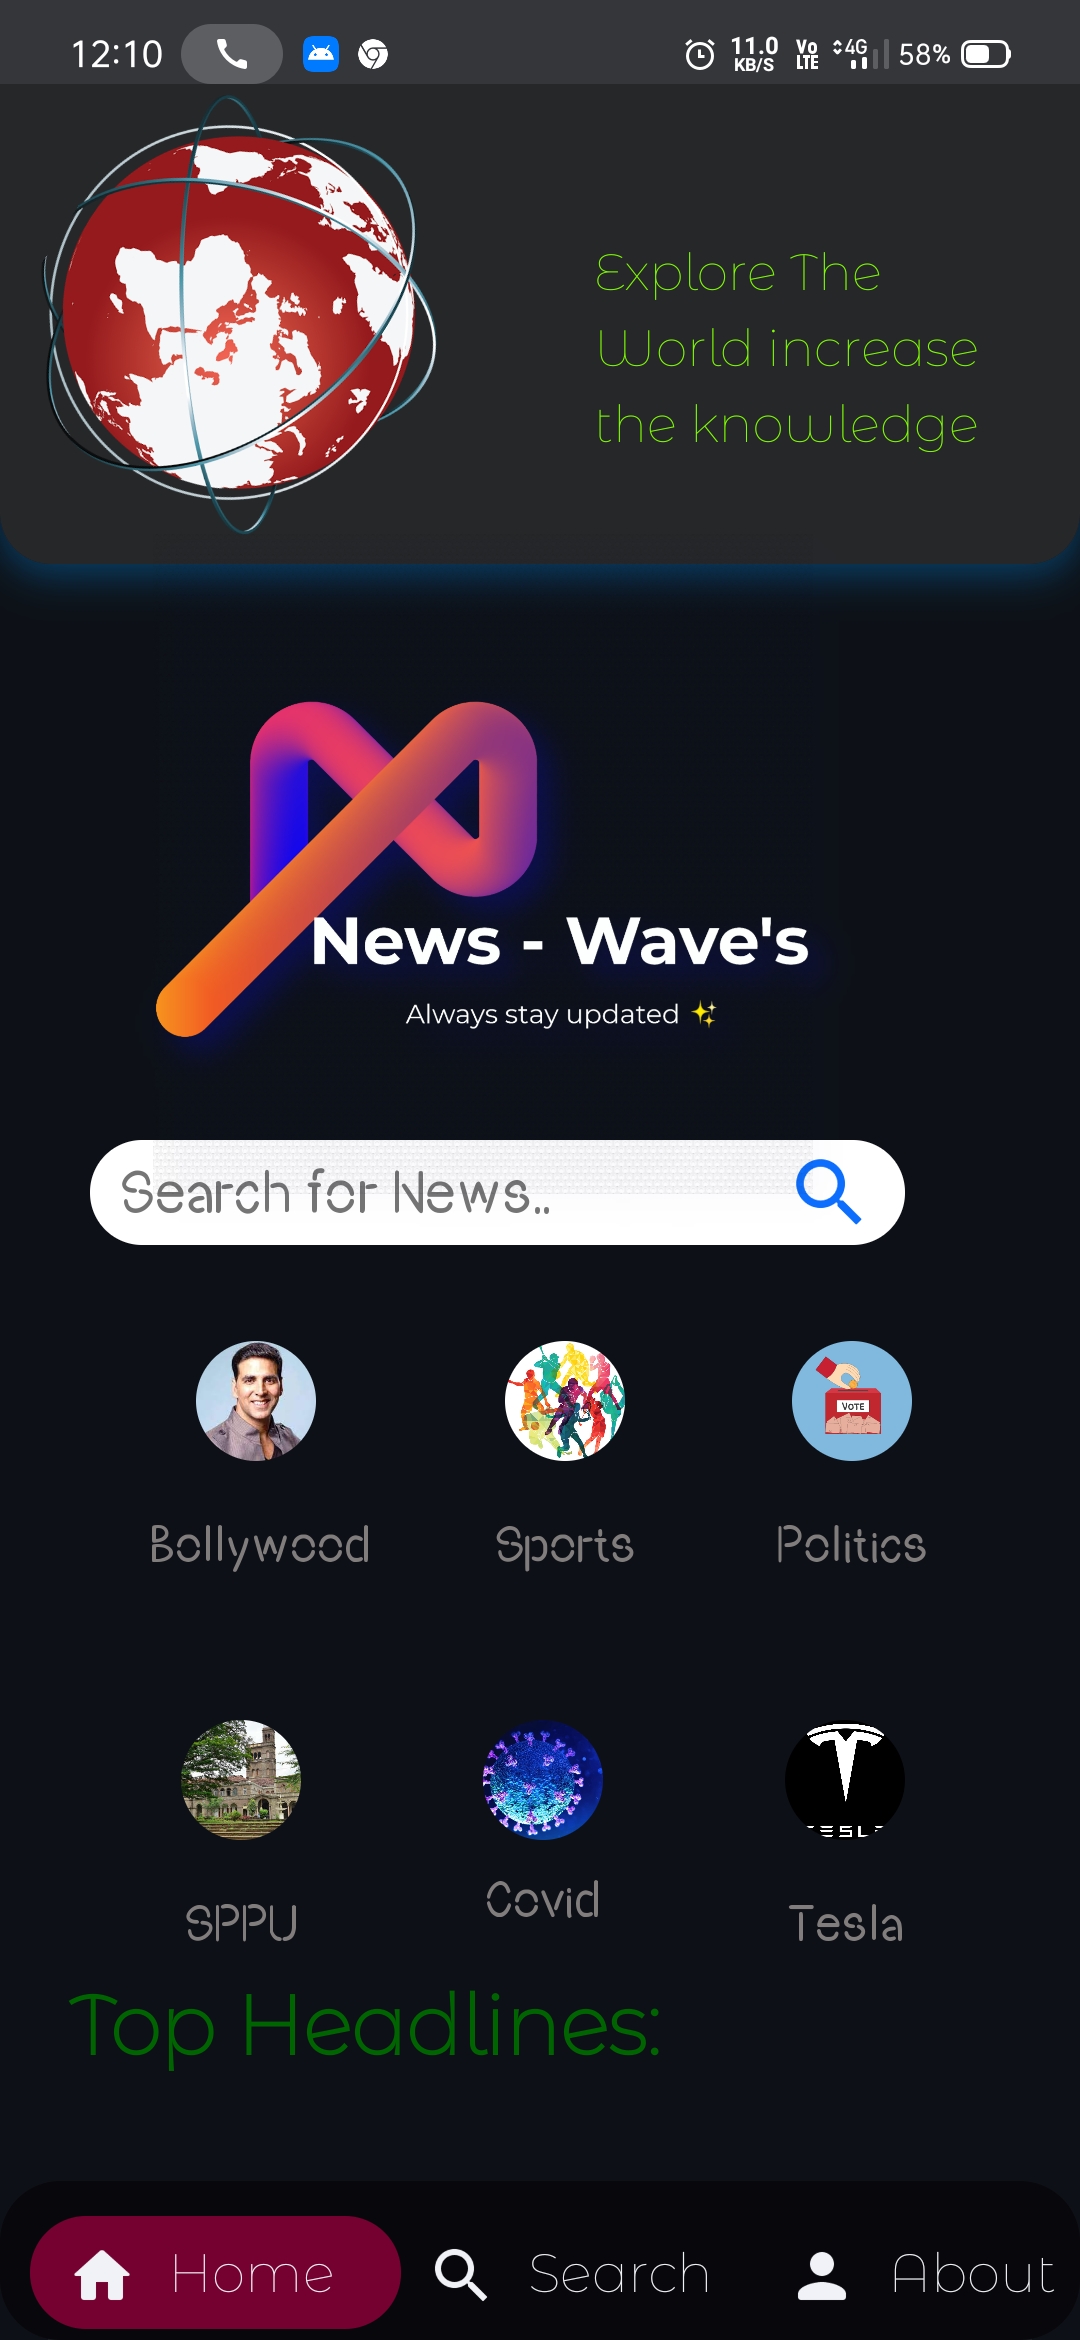 12:10
11.0
KB/S
Vo
LTE
4G
58%
Explore The
World increase
the knowledge
News - Wave's
Always stay updated ✨
Search for News..
VOTE
Bollywood
Sports
Politics
TESLA
SPPU
Covid
Tesla
Top Headlines:
Home
Search
About